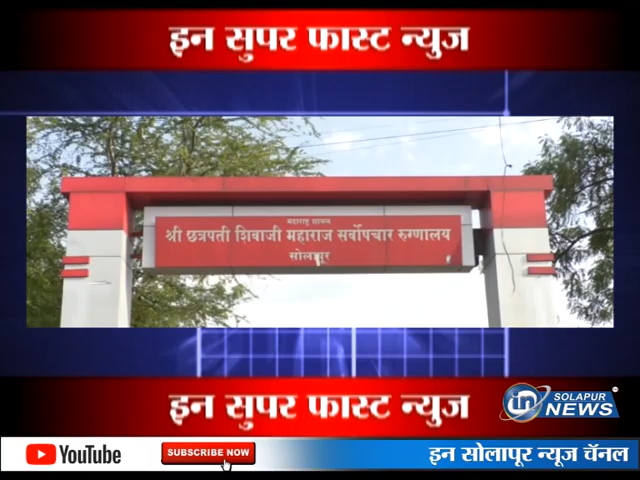 इन सुपर फास्ट न्युज
महाराष्ट्र शासन
श्री छत्रपती शिवाजी महाराज सर्वोपचार रुग्णालय
सोलापूर
इन सुपर फास्ट न्युज
in SOLAPUR NEWS
YouTube
SUBSCRIBE NOW
इन सोलापूर न्यूज चॅनल